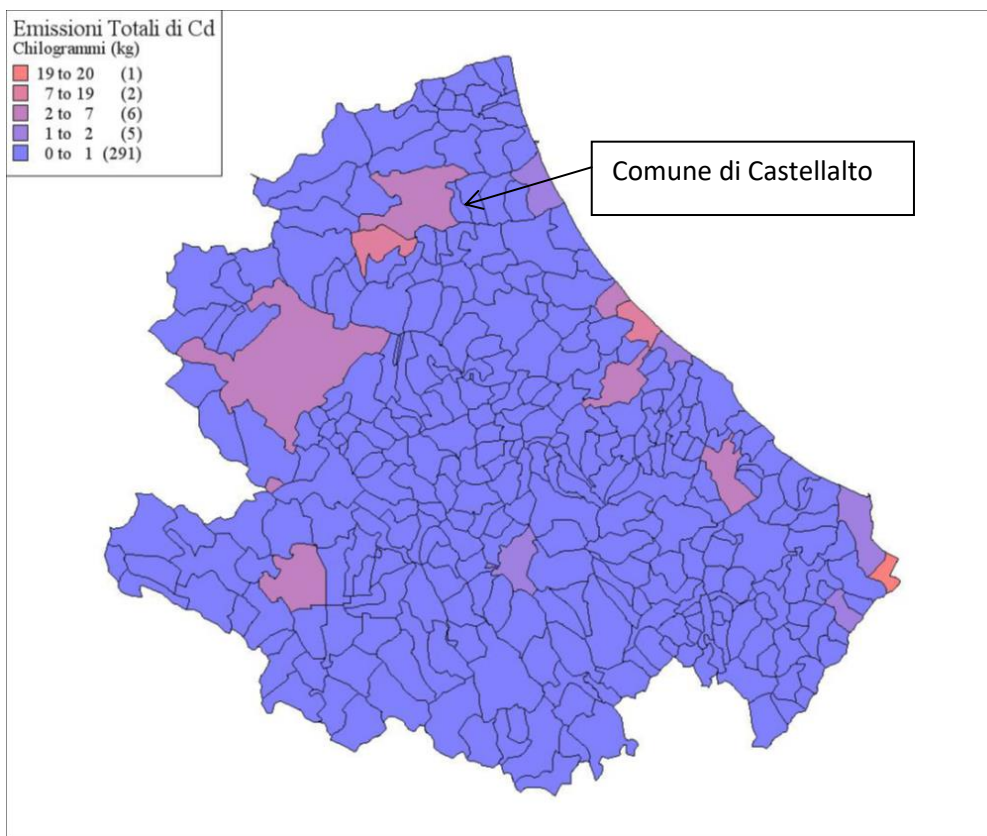 Emissioni Totali di Cd
Chilogrammi (kg)
19 to 20 (1)
7 to 19 (2)
2 to 7 (6)
1 to 2 (5)
0 to 1 (291)
Comune di Castellalto